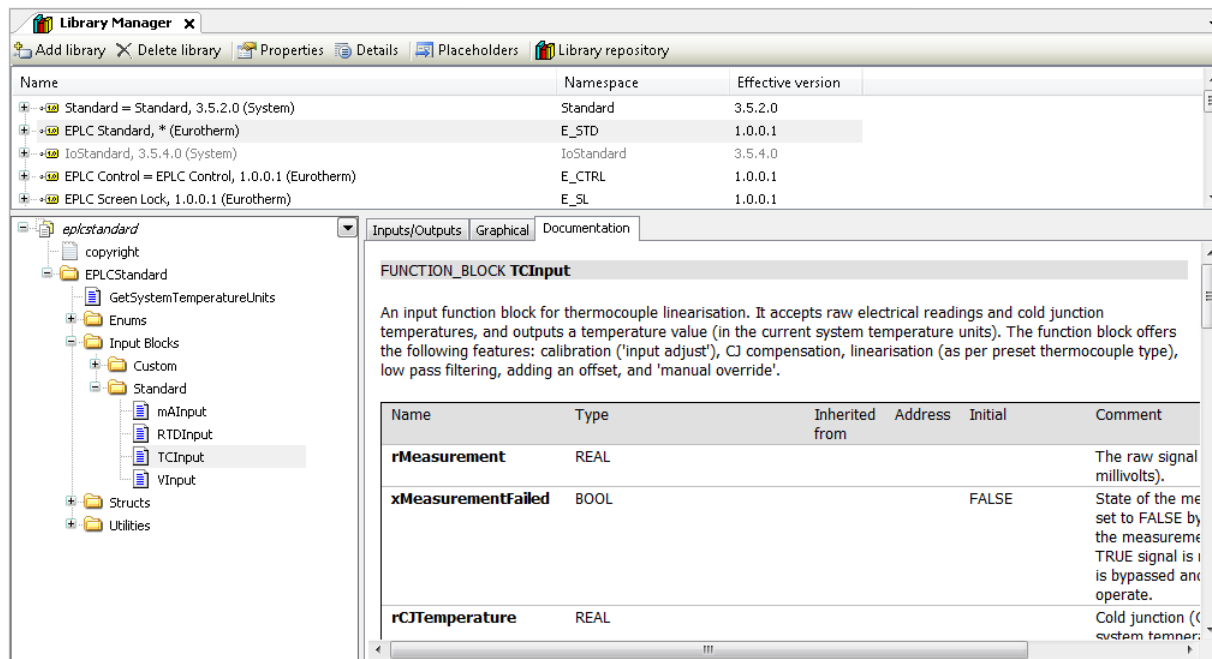 Library Manager
Add library Delete library Properties Details Placeholders Library repository
Name Namespace Effective version
Standard = Standard, 3.5.2.0 (System) Standard 3.5.2.0
EPLC Standard, * (Eurotherm) E_STD 1.0.0.1
IoStandard, 3.5.4.0 (System) IoStandard 3.5.4.0
EPLC Control = EPLC Control, 1.0.0.1 (Eurotherm) E_CTRL 1.0.0.1
EPLC Screen Lock, 1.0.0.1 (Eurotherm) E_SL 1.0.0.1
eplcstandard
copyright
EPLCStandard
GetSystemTemperatureUnits
Enums
Input Blocks
Custom
Standard
mAInput
RTDInput
TCInput
VInput
Structs
Utilities
Inputs/Outputs Graphical Documentation
FUNCTION_BLOCK TCInput
An input function block for thermocouple linearisation. It accepts raw electrical readings and cold junction
temperatures, and outputs a temperature value (in the current system temperature units). The function block offers
the following features: calibration ('input adjust'), CJ compensation, linearisation (as per preset thermocouple type),
low pass filtering, adding an offset, and 'manual override'.
Name Type Inherited from Address Initial Comment
rMeasurement REAL The raw signal
millivolts).
xMeasurementFailed BOOL FALSE State of the me
set to FALSE by
the measureme
TRUE signal is
is bypassed and
operate.
rCJTemperature REAL Cold junction
system